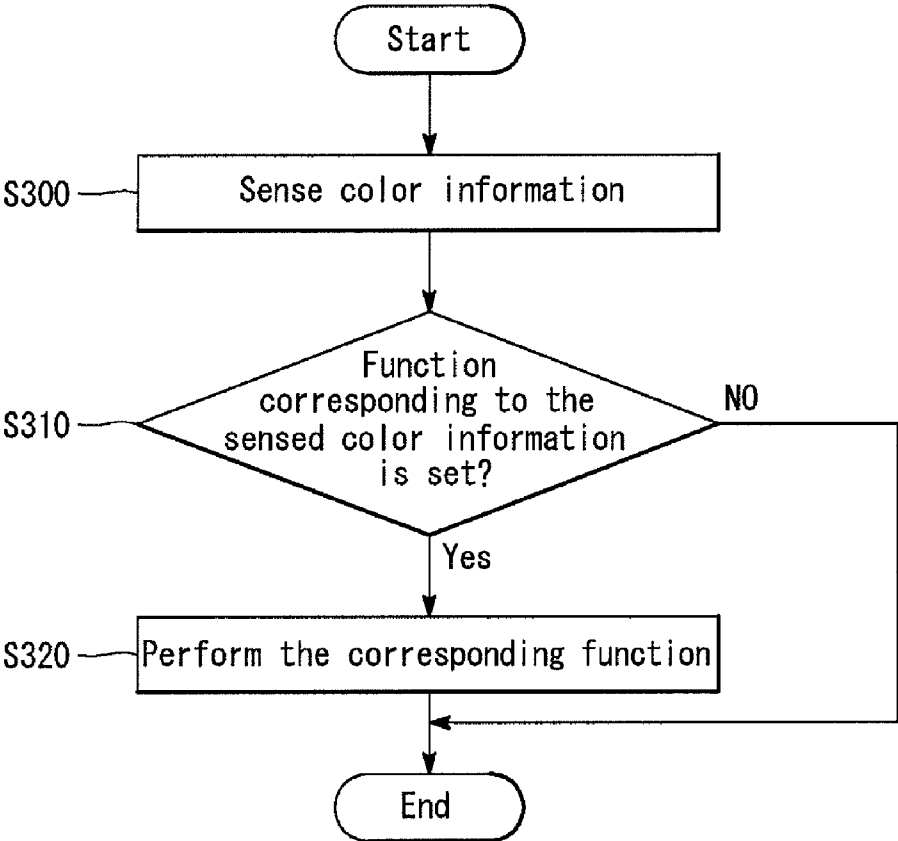 Start
S300
Sense color information
S310
Function
corresponding to the
sensed color information
is set?
NO
Yes
S320
Perform the corresponding function
End